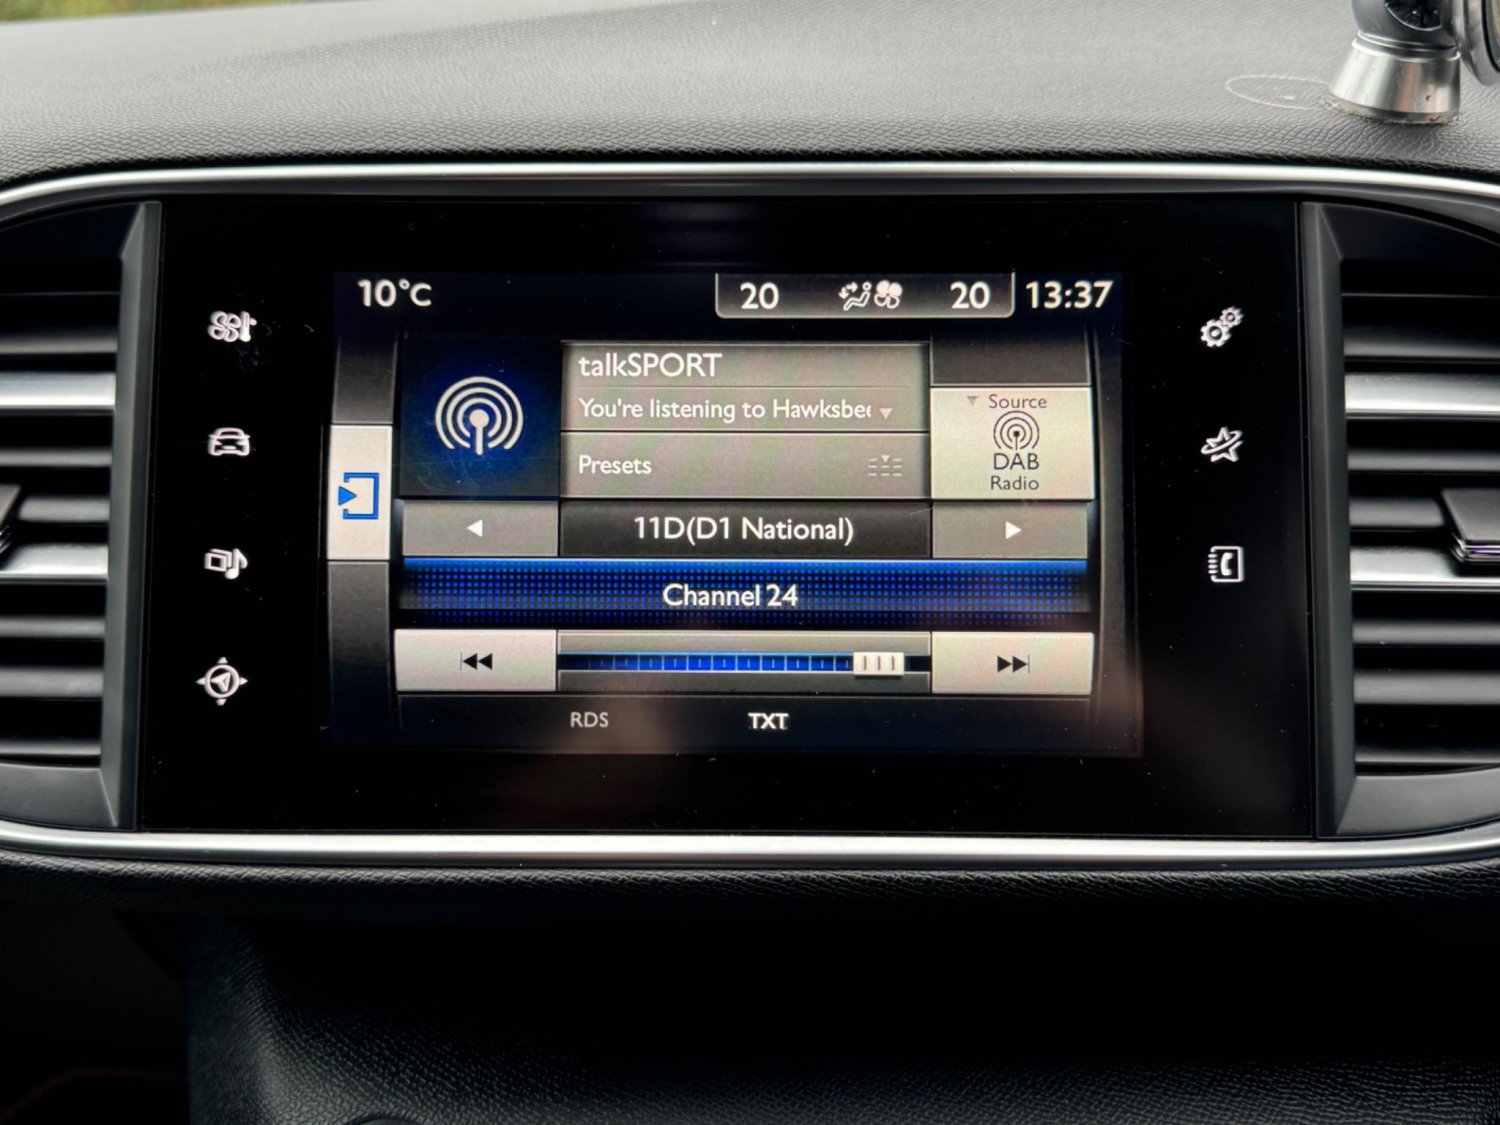 10°C 20 20 13:37
talkSPORT
You're listening to
Source
DAB
Radio
Presets
11D(D1 National)
Channel 24
RDS TXT